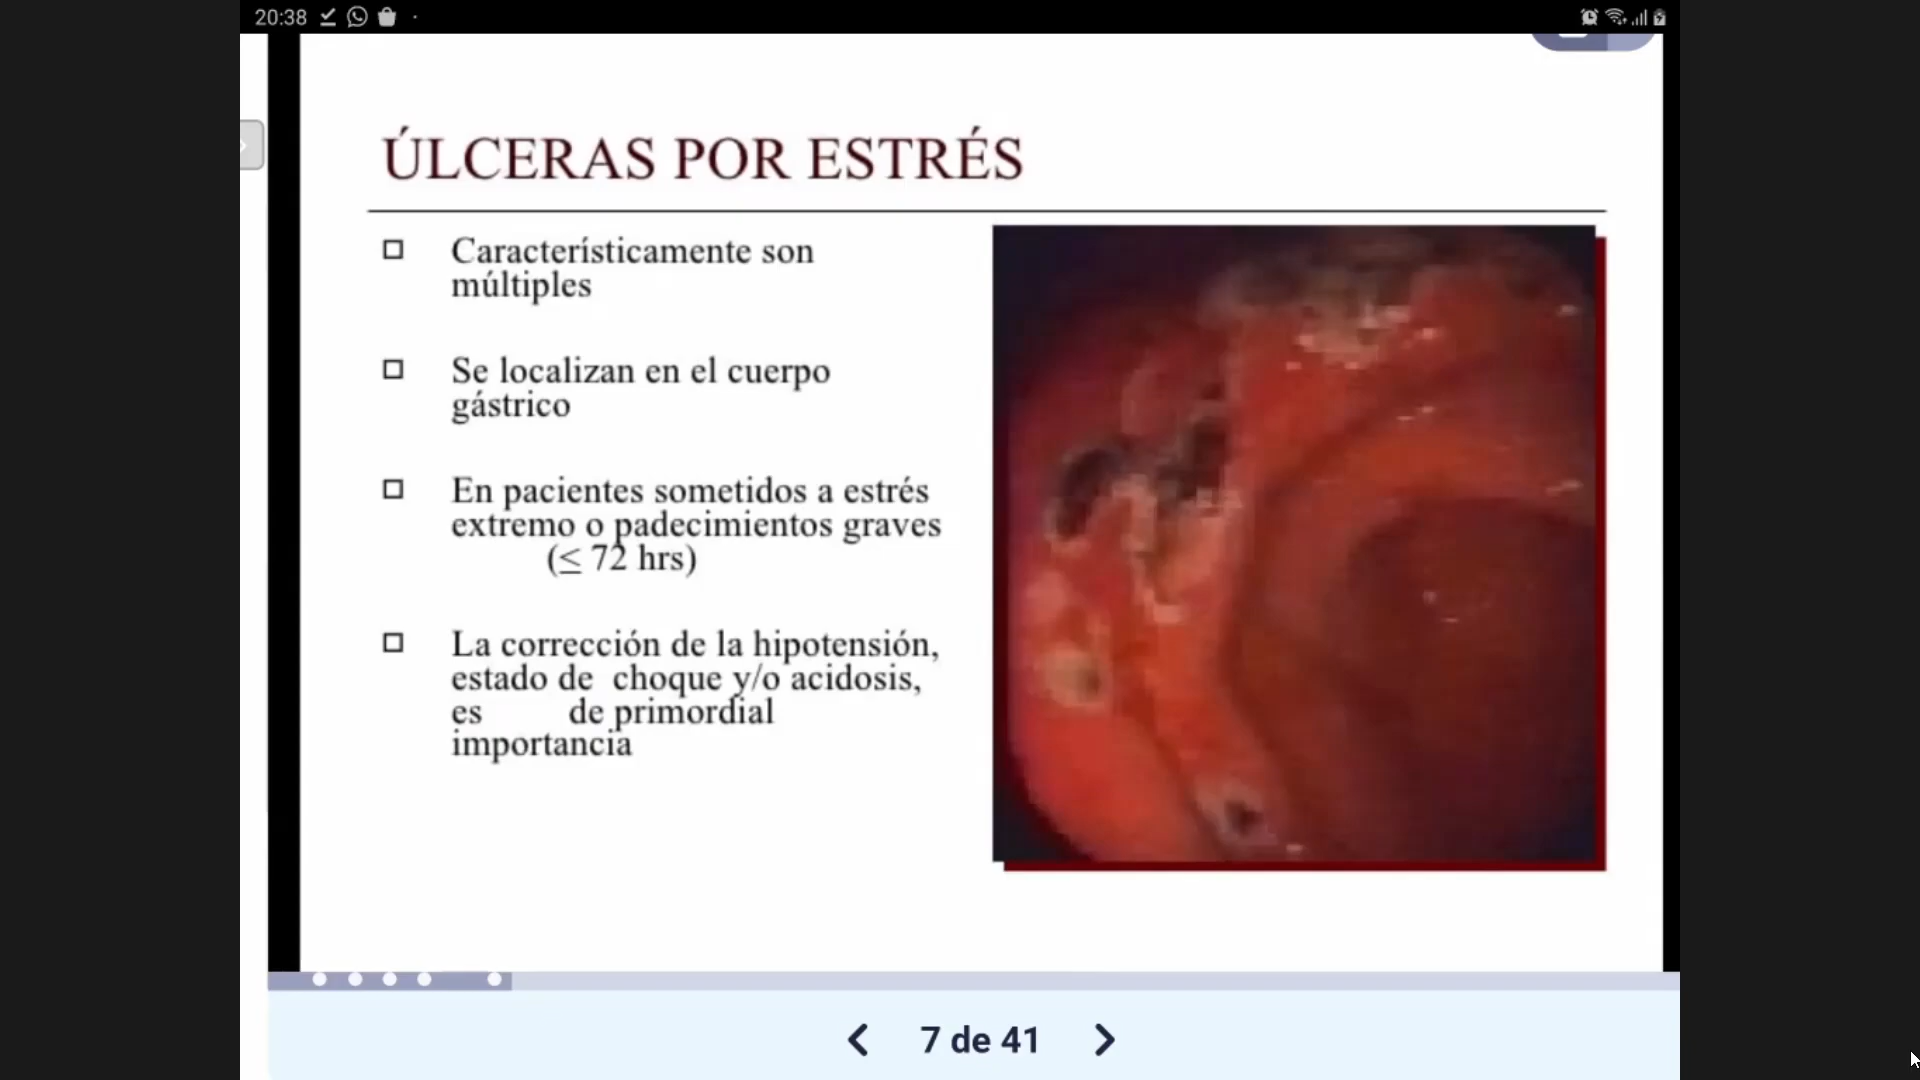 20:38
ÚLCERAS POR ESTRÉS
Característicamente son
múltiples
Se localizan en el cuerpo
gástrico
En pacientes sometidos a estrés
extremo o padecimientos graves
(≤ 72 hrs)
La corrección de la hipotensión,
estado de choque y/o acidosis,
es de primordial
importancia
7 de 41